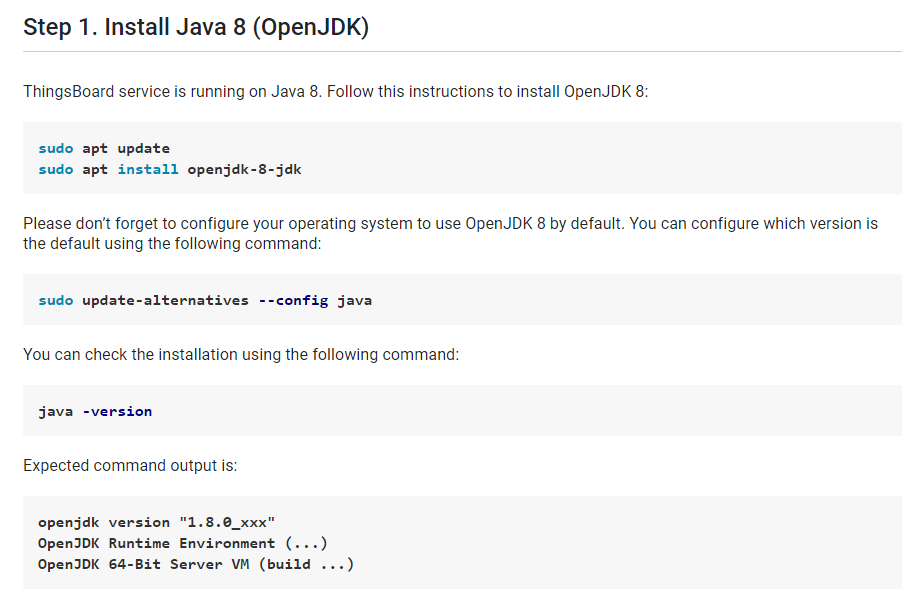 Step 1. Install Java 8 (OpenJDK)
ThingsBoard service is running on Java 8. Follow this instructions to install OpenJDK 8:
sudo apt update
sudo apt install openjdk-8-jdk
Please don’t forget to configure your operating system to use OpenJDK 8 by default. You can configure which version is
the default using the following command:
sudo update-alternatives --config java
You can check the installation using the following command:
java -version
Expected command output is:
openjdk version "1.8.0_xxx"
OpenJDK Runtime Environment (...)
OpenJDK 64-Bit Server VM (build ...)